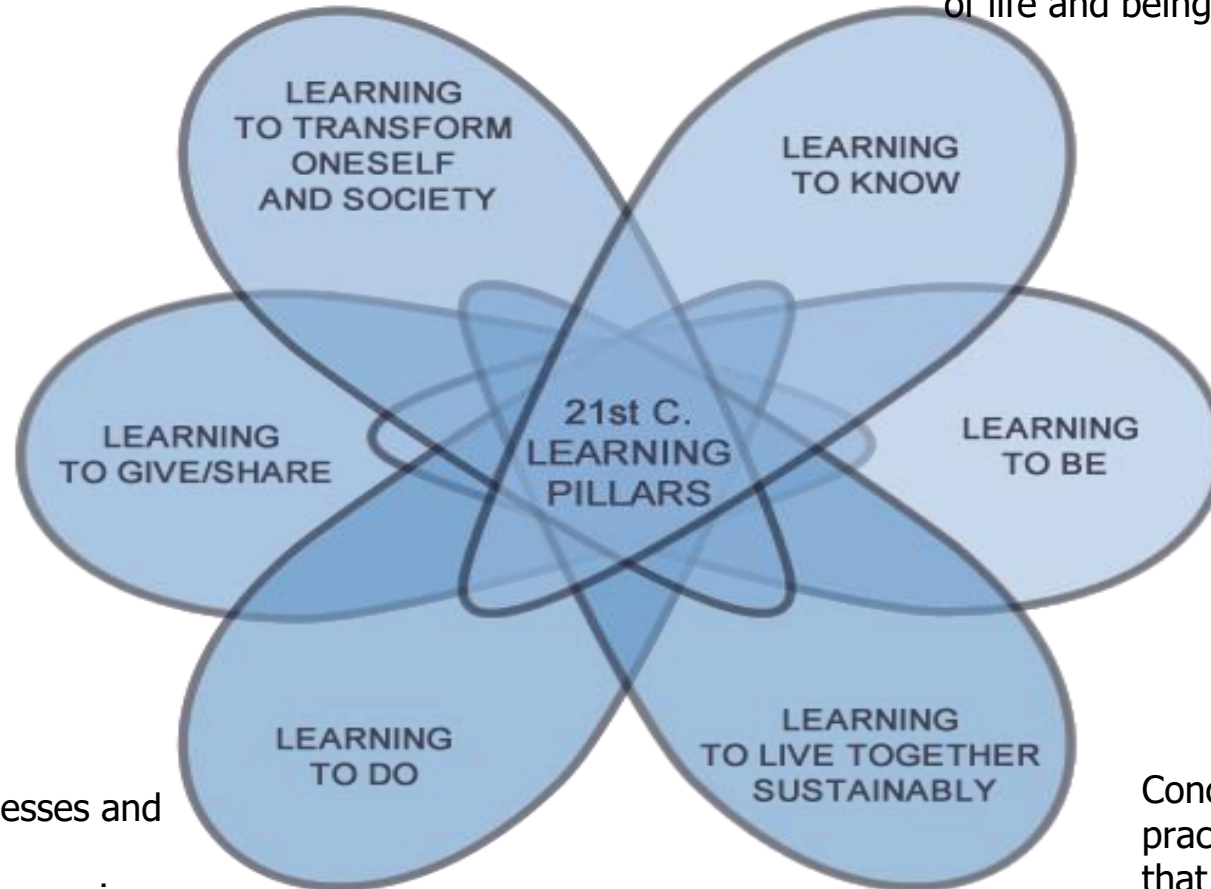 of life and being
LEARNING
TO TRANSFORM
ONESELF
AND SOCIETY
LEARNING
TO KNOW
LEARNING
TO GIVE/SHARE
21st C.
LEARNING
PILLARS
LEARNING
TO BE
LEARNING
TO DO
LEARNING
TO LIVE TOGETHER
SUSTAINABLY
esses and
Conc
prac
that